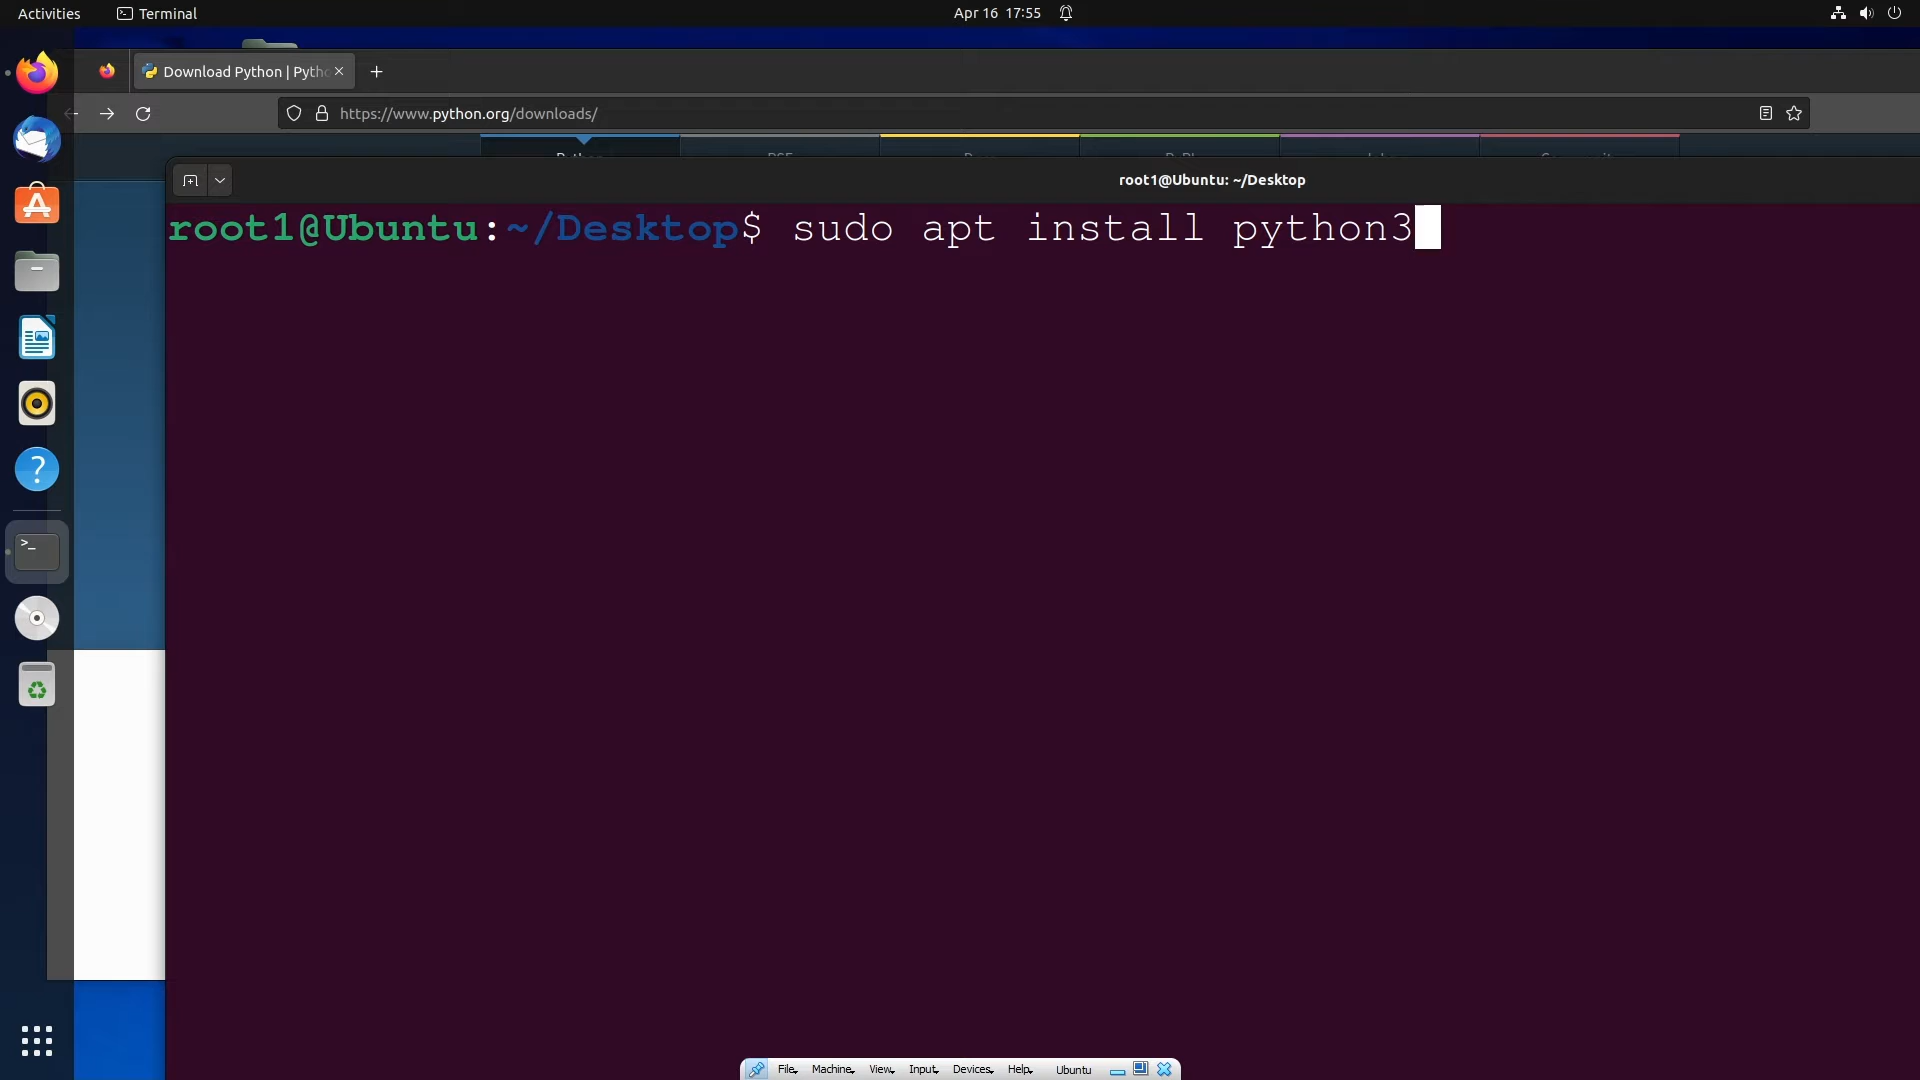 Activities
Terminal
Apr 16 17:55
Download Python | Pyth
https://www.python.org/downloads/
root1@Ubuntu: ~/Desktop
root1@Ubuntu:~/Desktop$ sudo apt install python3
File
Machine
View
Input
Devices
Help
Ubuntu